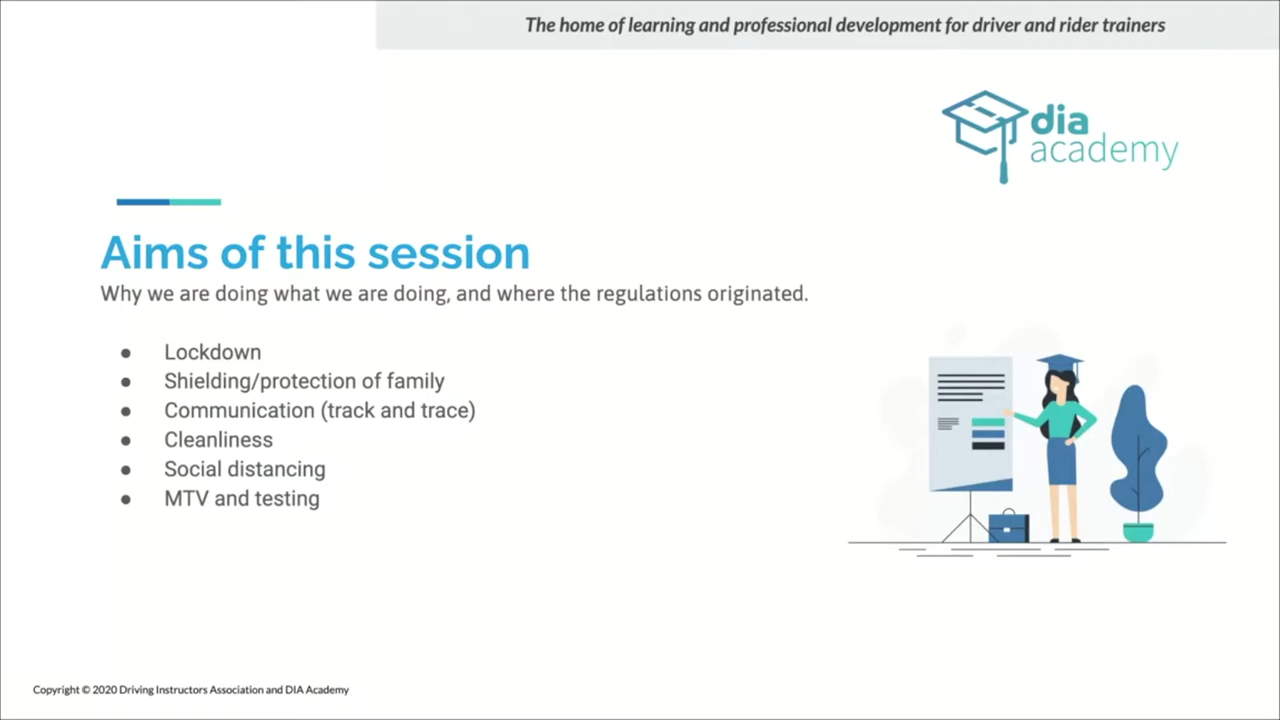 The home of learning and professional development for driver and rider trainers
dia
academy
Aims of this session
Why we are doing what we are doing, and where the regulations originated.
● Lockdown
● Shielding/protection of family
● Communication (track and trace)
● Cleanliness
● Social distancing
● MTV and testing
Copyright © 2020 Driving Instructors Association and DIA Academy